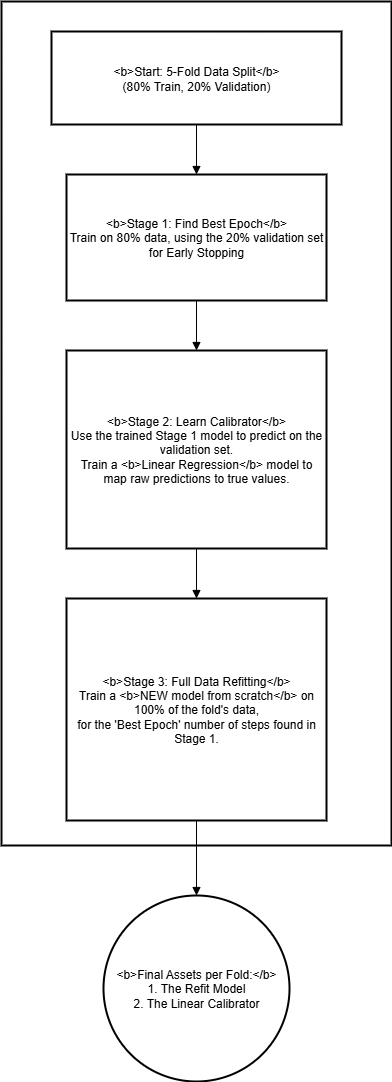 <b>Start: 5-Fold Data Split</b>
(80% Train, 20% Validation)
<b>Stage 1: Find Best Epoch</b>
Train on 80% data, using the 20% validation set
for Early Stopping
<b>Stage 2: Learn Calibrator</b>
Use the trained Stage 1 model to predict on the
validation set.
Train a <b>Linear Regression</b> model to
map raw predictions to true values.
<b>Stage 3: Full Data Refitting</b>
Train a <b>NEW model from scratch</b> on
100% of the fold's data,
for the 'Best Epoch' number of steps found in
Stage 1.
<b>Final Assets per Fold:</b>
1. The Refit Model
2. The Linear Calibrator